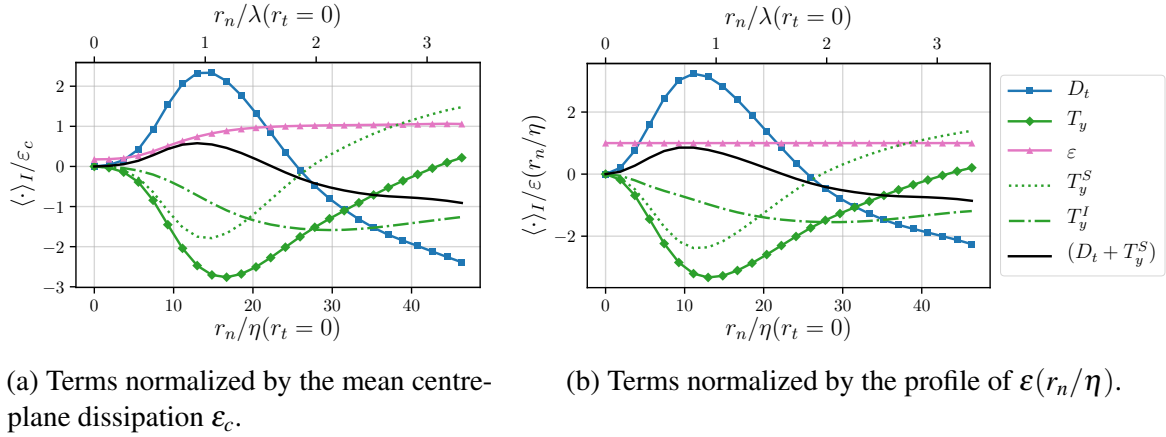 r_n/λ(r_t = 0)
0 1 2 3
2
1
0
−1
−2
−3
⟨·⟩_I/ε_c
0 10 20 30 40
r_n/η(r_t = 0)
(a) Terms normalized by the mean centre-
plane dissipation ε_c.
r_n/λ(r_t = 0)
0 1 2 3
2
0
−2
⟨·⟩_I/ε(r_n/η)
0 10 20 30 40
r_n/η(r_t = 0)
(b) Terms normalized by the profile of ε(r_n/η).
D_t
T_y
ε
T_y^S
T_y^I
(D_t + T_y^S)